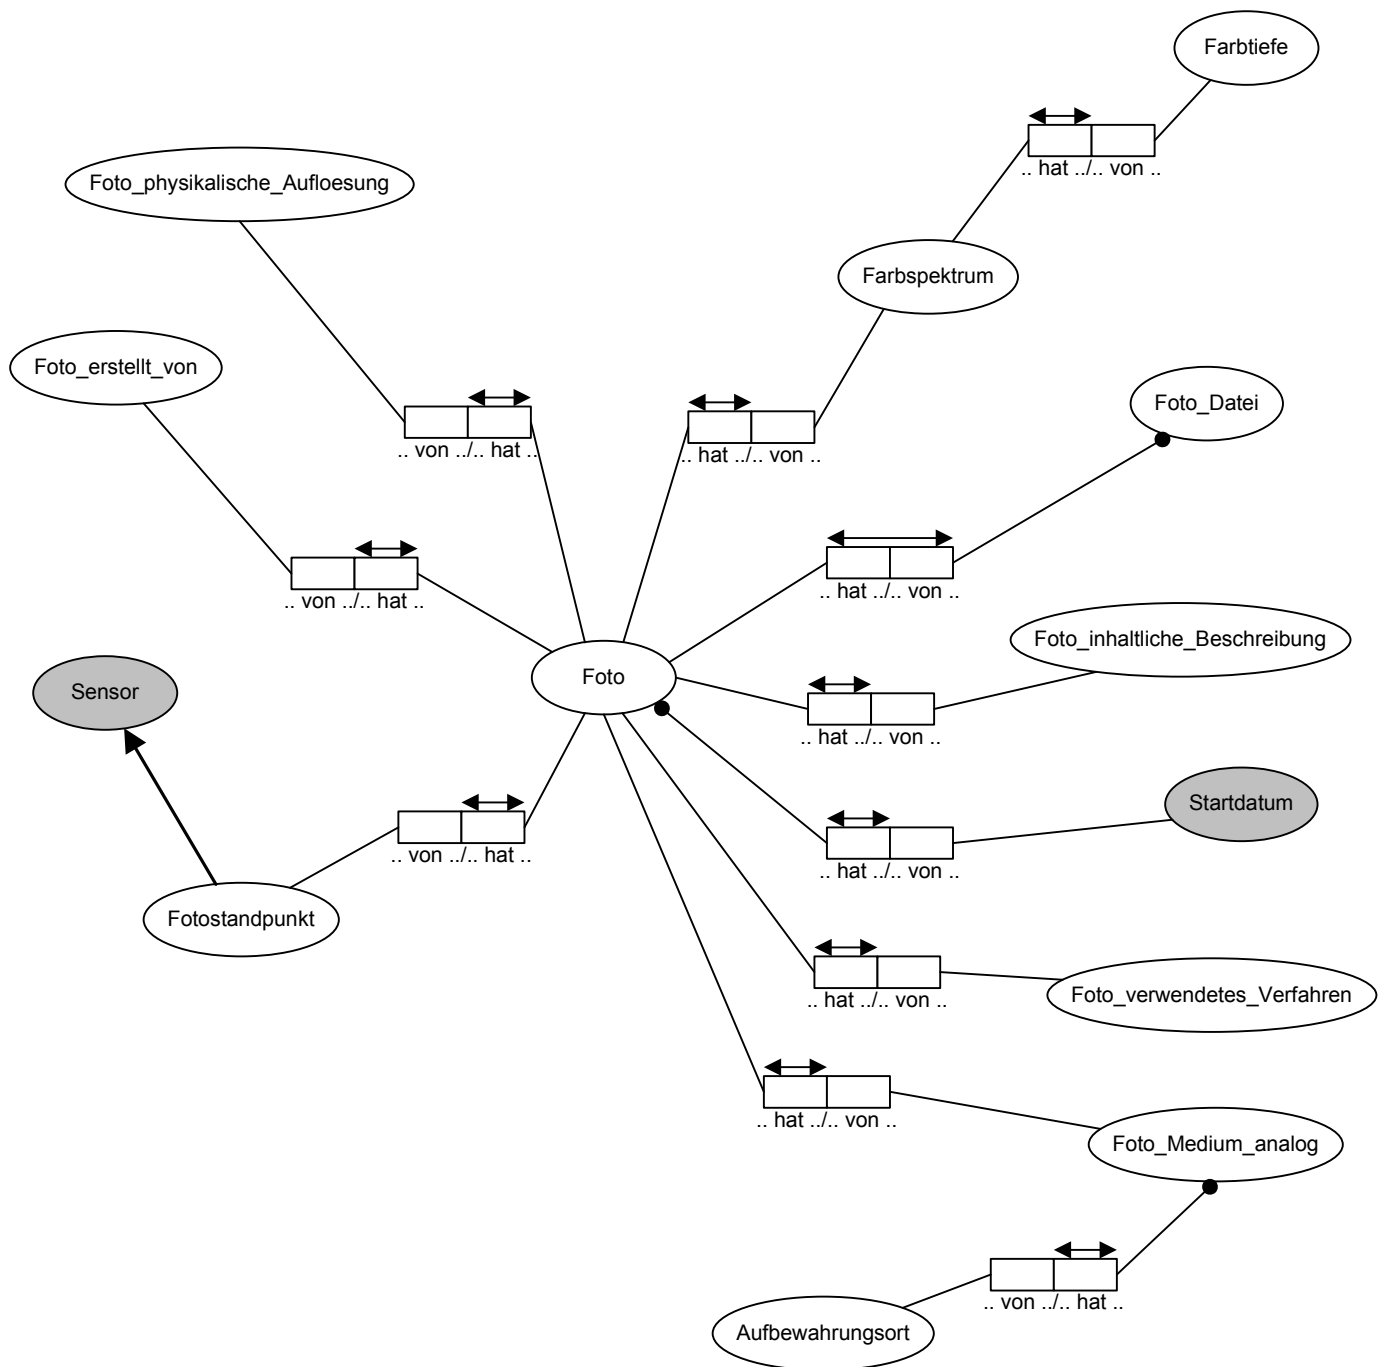 Farbtiefe
.. hat ../.. von ..
Foto_physikalische_Aufloesung
Farbspektrum
Foto_erstellt_von
Foto_Datei
.. von ../.. hat ..
.. hat ../.. von ..
.. hat ../.. von ..
.. von ../.. hat ..
Foto_inhaltliche_Beschreibung
Foto
Sensor
.. hat ../.. von ..
Startdatum
.. von ../.. hat ..
.. hat ../.. von ..
Fotostandpunkt
Foto_verwendetes_Verfahren
.. hat ../.. von ..
.. hat ../.. von ..
Foto_Medium_analog
.. von ../.. hat ..
Aufbewahrungsort